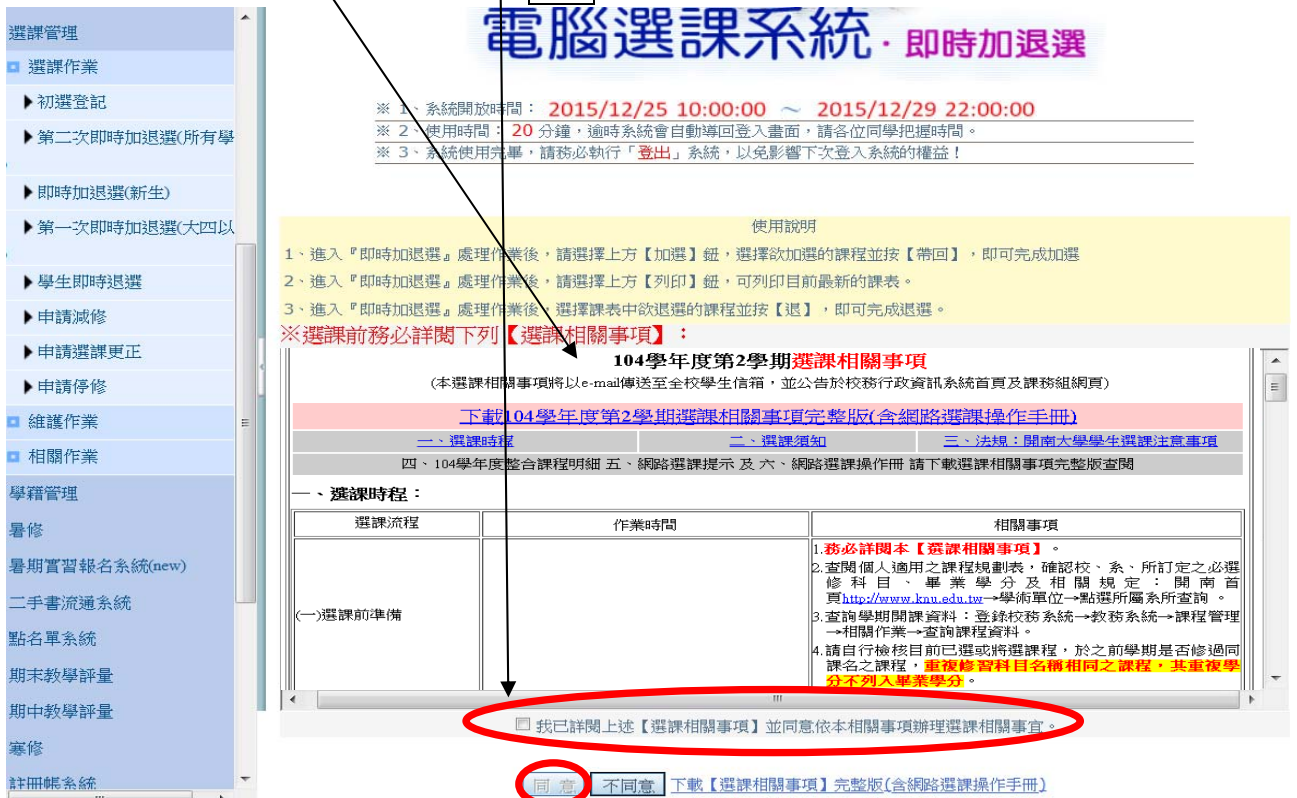 選課管理
選課作業
初選登記
第二次即時加退選(所有學
即時加退選(新生)
第一次即時加退選(大四以
學生即時退選
申請減修
申請選課更正
申請停修
維護作業
相關作業
學籍管理
暑修
暑期實習報名系統(new)
二手書流通系統
點名單系統
期末教學評量
期中教學評量
寒修
註冊帳系統
電腦選課系統·即時加退選
※ 1、系統開放時間： 2015/12/25 10:00:00 ～ 2015/12/29 22:00:00
※ 2、使用時間： 20 分鐘，逾時系統會自動導回登入畫面，請各位同學把握時間。
※ 3、系統使用完畢，請務必執行「登出」系統，以免影響下次登入系統的權益！
使用說明
1、進入『即時加退選』處理作業後，請選擇上方【加選】鈕，選擇欲加選的課程並按【帶回】，即可完成加選
2、進入『即時加退選』處理作業後，請選擇上方【列印】鈕，可列印目前最新的課表。
3、進入『即時加退選』處理作業後，選擇課表中欲退選的課程並按【退】，即可完成退選。
※選課前務必詳閱下列【選課相關事項】：
104學年度第2學期選課相關事項
(本選課相關事項將以e-mail傳送至全校學生信箱，並公告於校務行政資訊系統首頁及課務組網頁)
下載104學年度第2學期選課相關事項完整版(含網路選課操作手冊)
一、選課時程 二、選課須知 三、法規：開南大學學生選課注意事項
四、104學年度整合課程明細 五、網路選課提示 及 六、網路選課操作冊 請下載選課相關事項完整版查閱
一、選課時程：
選課流程 作業時間 相關事項
(一)選課前準備
1.務必詳閱本【選課相關事項】。
2.查閱個人適用之課程規劃表，確認校、系、所訂定之必選
修科目、畢業學分及相關規定：開南首
頁http://www.knu.edu.tw→學術單位→點選所屬系所查詢。
3.查詢學期開課資料：登錄校務系統→教務系統→課程管理
→相關作業→查詢課程資料。
4.請自行檢核目前已選或將選課程，於之前學期是否修過同
課名之課程，重複修習科目名稱相同之課程，其重複學
分不列入畢業學分。
我已詳閱上述【選課相關事項】並同意依本相關事項辦理選課相關事宜。
同 意 不同意 下載【選課相關事項】完整版(含網路選課操作手冊)